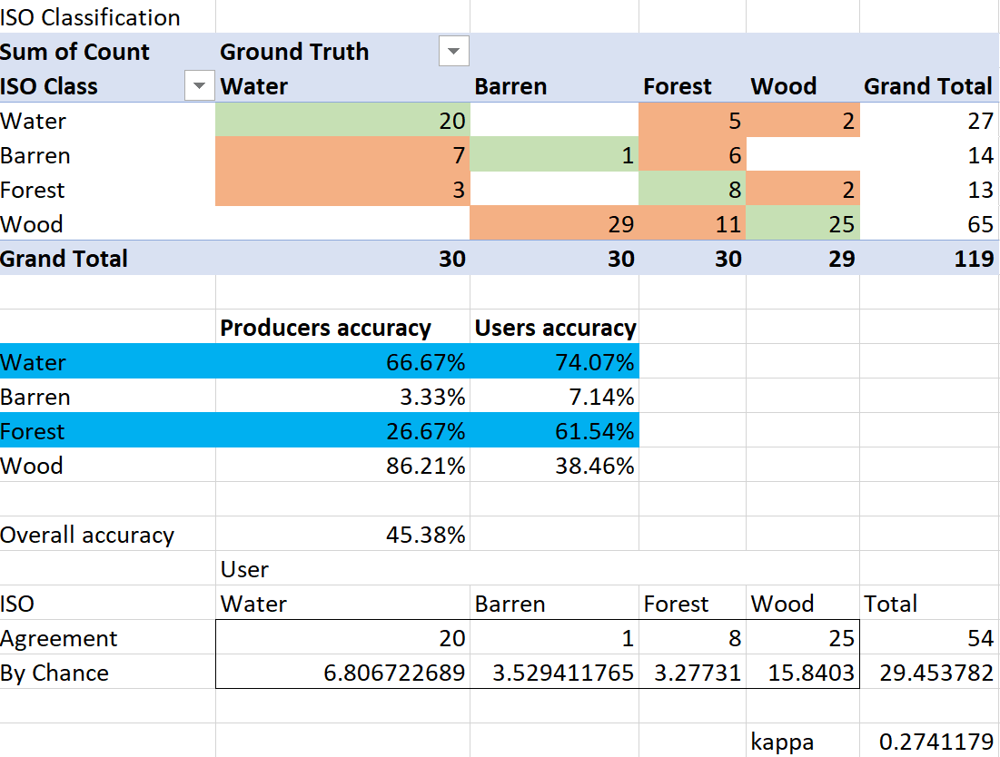 ISO Classification
Sum of Count Ground Truth
ISO Class Water Barren Forest Wood Grand Total
Water 20 5 2 27
Barren 7 1 6 14
Forest 3 8 2 13
Wood 29 11 25 65
Grand Total 30 30 30 29 119
Producers accuracy Users accuracy
Water 66.67% 74.07%
Barren 3.33% 7.14%
Forest 26.67% 61.54%
Wood 86.21% 38.46%
Overall accuracy 45.38%
User
ISO Water Barren Forest Wood Total
Agreement 20 1 8 25 54
By Chance 6.806722689 3.529411765 3.27731 15.8403 29.453782
kappa 0.2741179